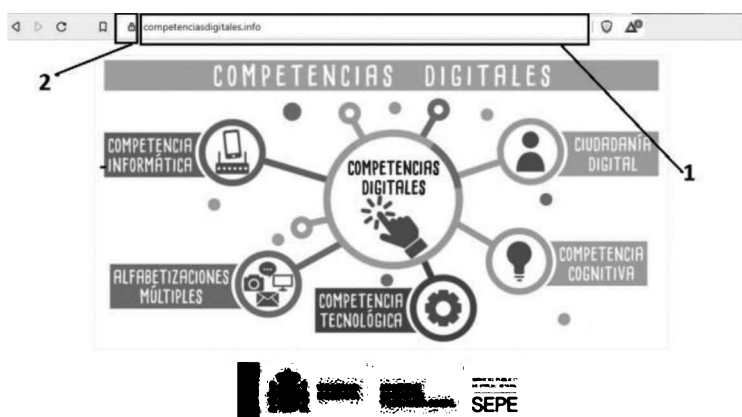 competenciasdigitales.info
2
COMPETENCIAS DIGITALES
COMPETENCIA
INFORMÁTICA
COMPETENCIAS
DIGITALES
CIUDADANÍA
DIGITAL
1
ALFABETIZACIONES
MÚLTIPLES
COMPETENCIA
TECNOLÓGICA
COMPETENCIA
COGNITIVA
SEPE